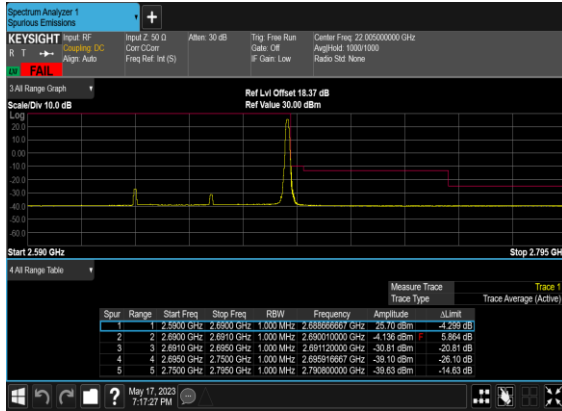 Spectrum Analyzer 1
Spurious Emissions
KEYSIGHT Input: RF Input Z: 50 Ω Atten: 30 dB Trig: Free Run Center Freq: 22.005000000 GHz
R T Coupling: DC Corr CCorr Gate: Off Avg|Hold: 1000/1000
Align: Auto Freq Ref: Int (S) IF Gain: Low Radio Std: None
LV FAIL
3 All Range Graph
Ref Lvl Offset 18.37 dB
Scale/Div 10.0 dB Ref Value 30.00 dBm
Log
20.0
10.0
0.00
-10.0
-20.0
-30.0
-40.0
-50.0
-60.0
Start 2.590 GHz Stop 2.795 GH
4 All Range Table
Measure Trace Trace 1
Trace Type Trace Average (Active)
Spur Range Start Freq Stop Freq RBW Frequency Amplitude ΔLimit
1 1 2.5900 GHz 2.6900 GHz 1.000 MHz 2.688666667 GHz 25.70 dBm -4.299 dB
2 2 2.6900 GHz 2.6910 GHz 1.000 MHz 2.690010000 GHz -4.136 dBm F 5.864 dB
3 3 2.6910 GHz 2.6950 GHz 1.000 MHz 2.691120000 GHz -30.81 dBm -20.81 dB
4 4 2.6950 GHz 2.7500 GHz 1.000 MHz 2.695916667 GHz -39.10 dBm -26.10 dB
5 5 2.7500 GHz 2.7950 GHz 1.000 MHz 2.790800000 GHz -39.63 dBm -14.63 dB
? May 17, 2023
7:17:27 PM